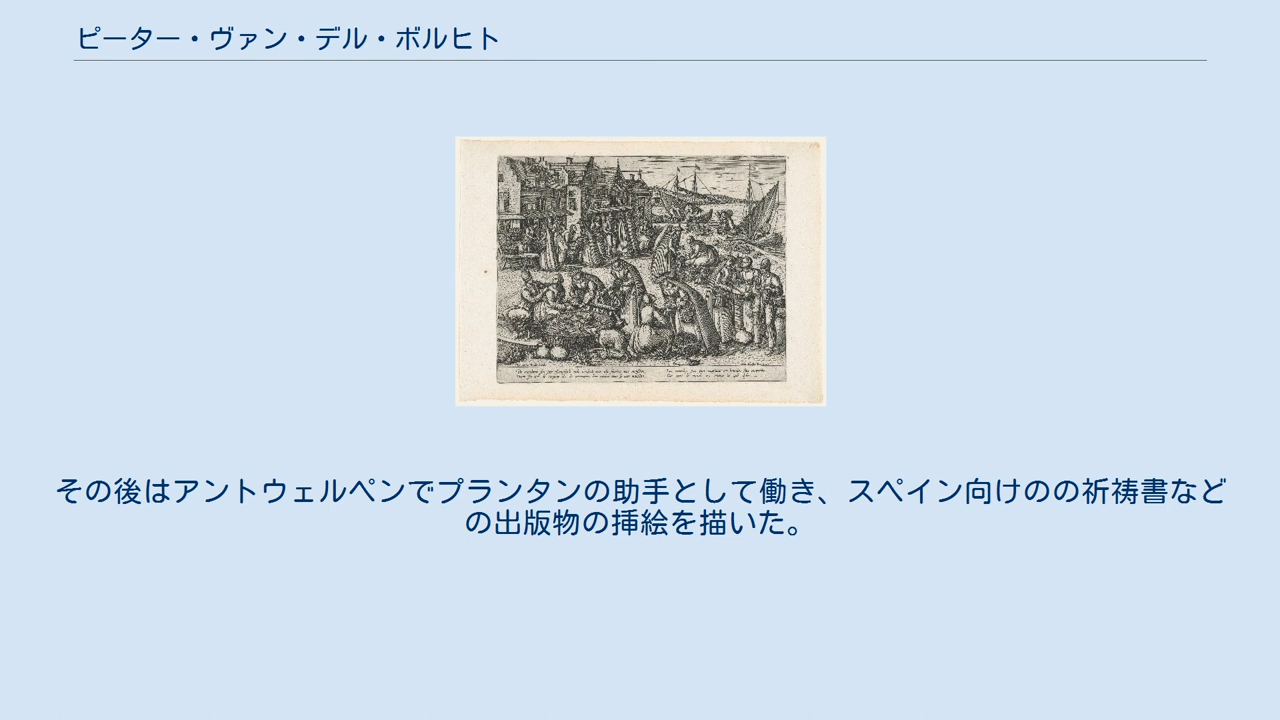 ピーター・ヴァン・デル・ボルヒト
その後はアントウェルペンでプランタンの助手として働き、スペイン向けのの祈祷書など
の出版物の挿絵を描いた。